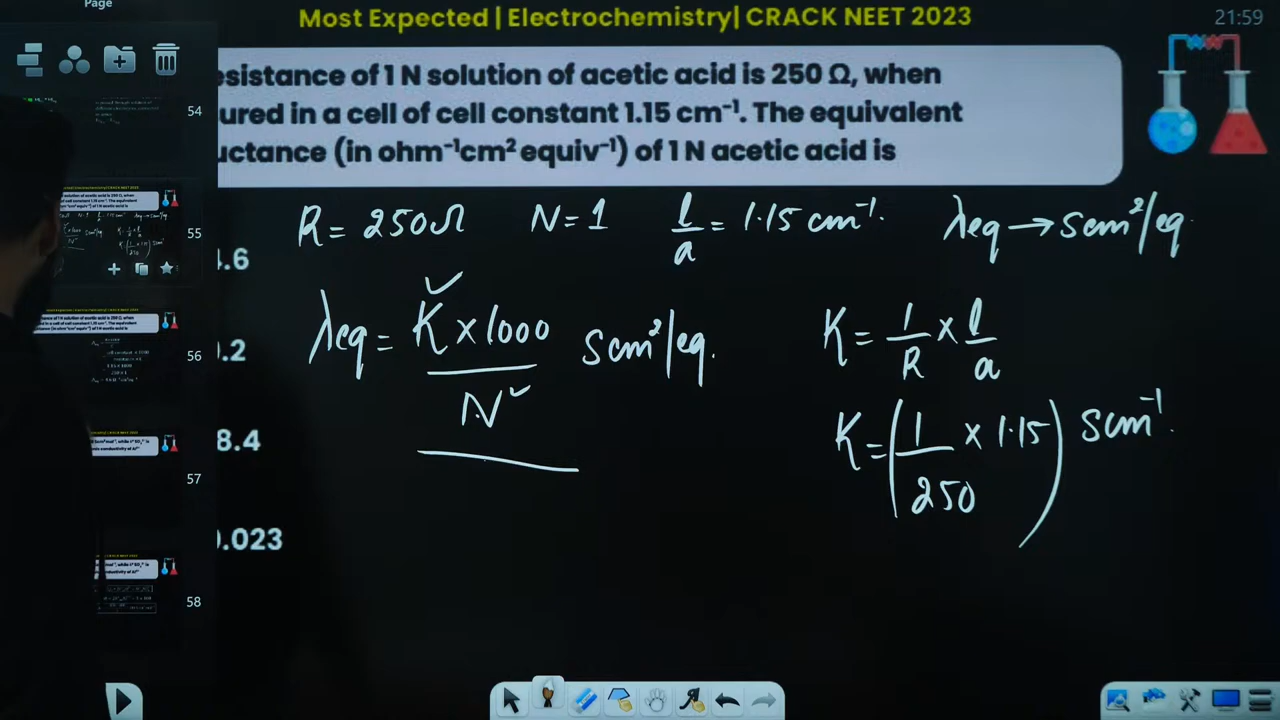 Page
Most Expected | Electrochemistry| CRACK NEET 2023
21:59
esistance of 1 N solution of acetic acid is 250 Ω, when
ured in a cell of cell constant 1.15 cm⁻¹. The equivalent
uctance (in ohm⁻¹cm² equiv⁻¹) of 1 N acetic acid is
R = 250Ω N = 1 l/a = 1.15 cm⁻¹. λeq → Scm²/eq.
.6
λeq = K × 1000 / N Scm²/eq.
K = 1/R × l/a
.2
K = (1/250 × 1.15) Scm⁻¹.
8.4
.023
54
55
56
57
58